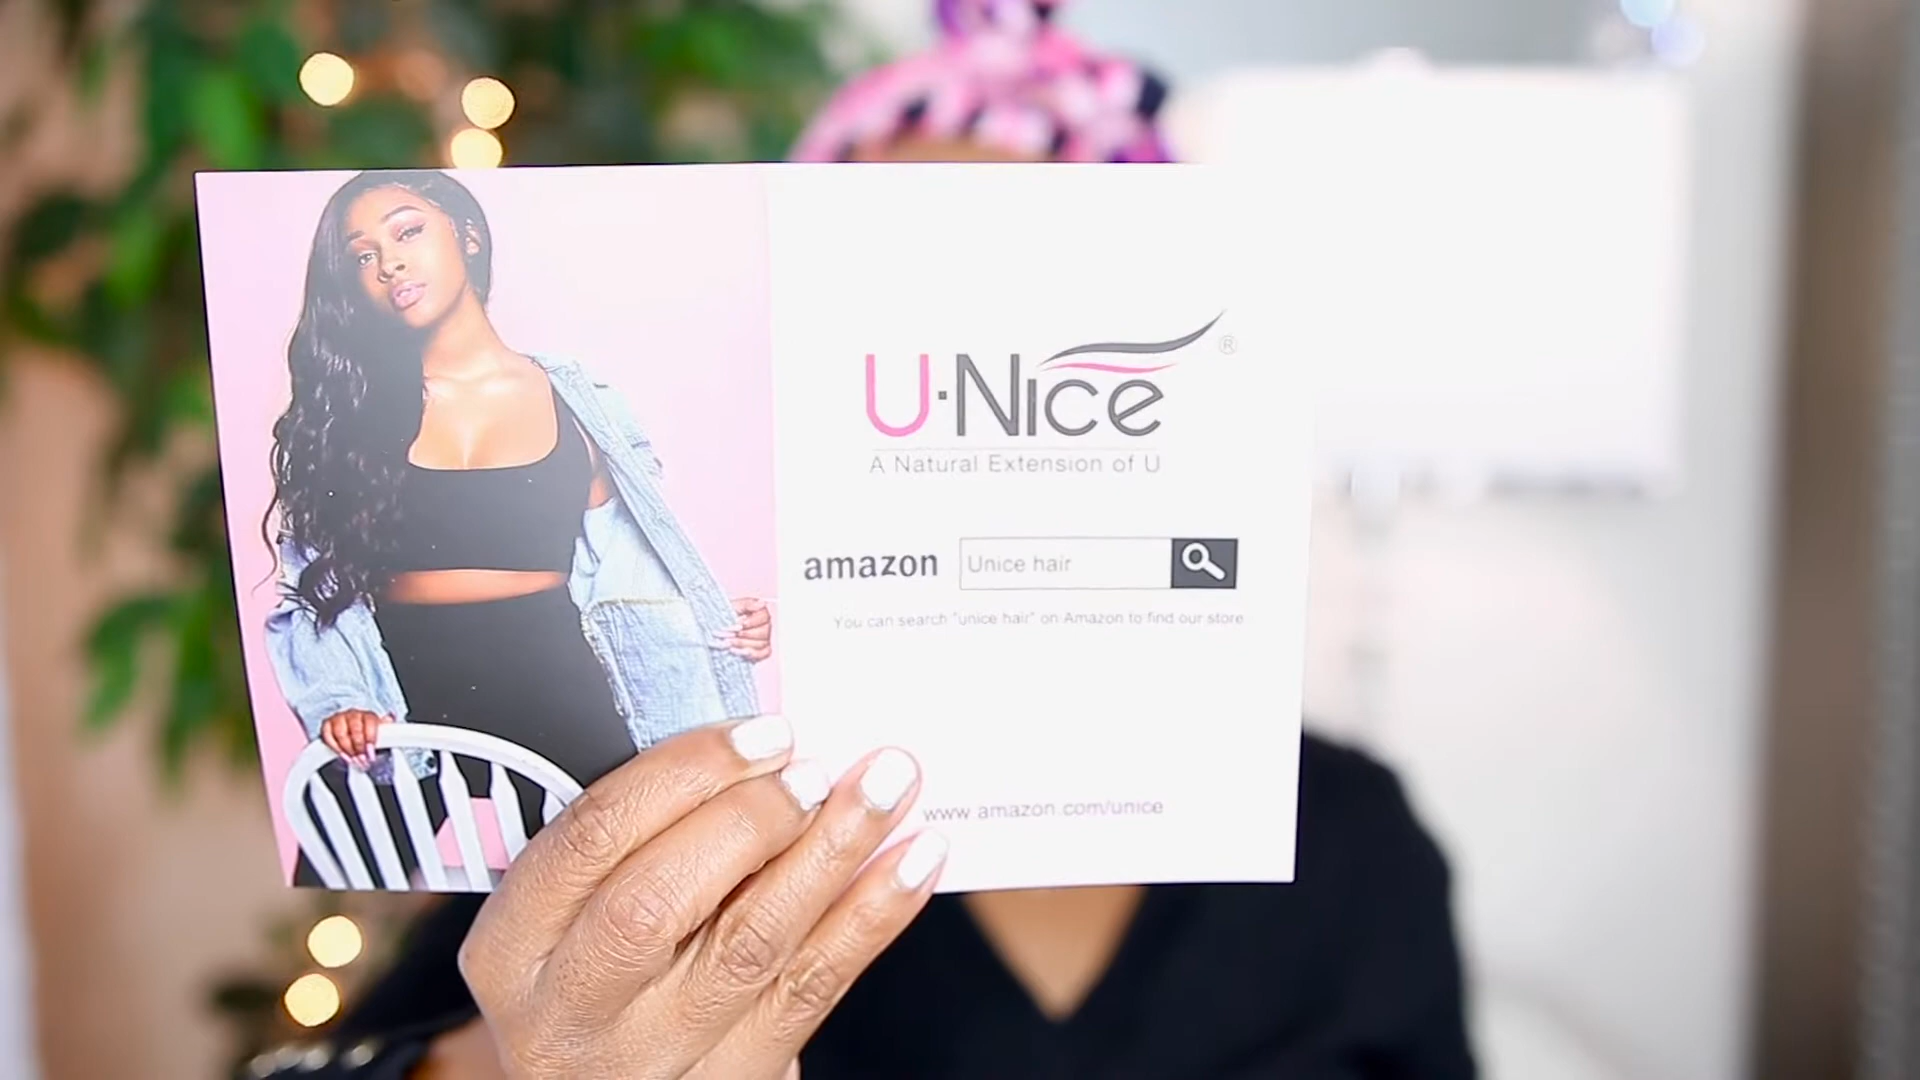 U·Nice ®
A Natural Extension of U
amazon Unice hair
You can search "unice hair" on Amazon to find our store
www.amazon.com/unice